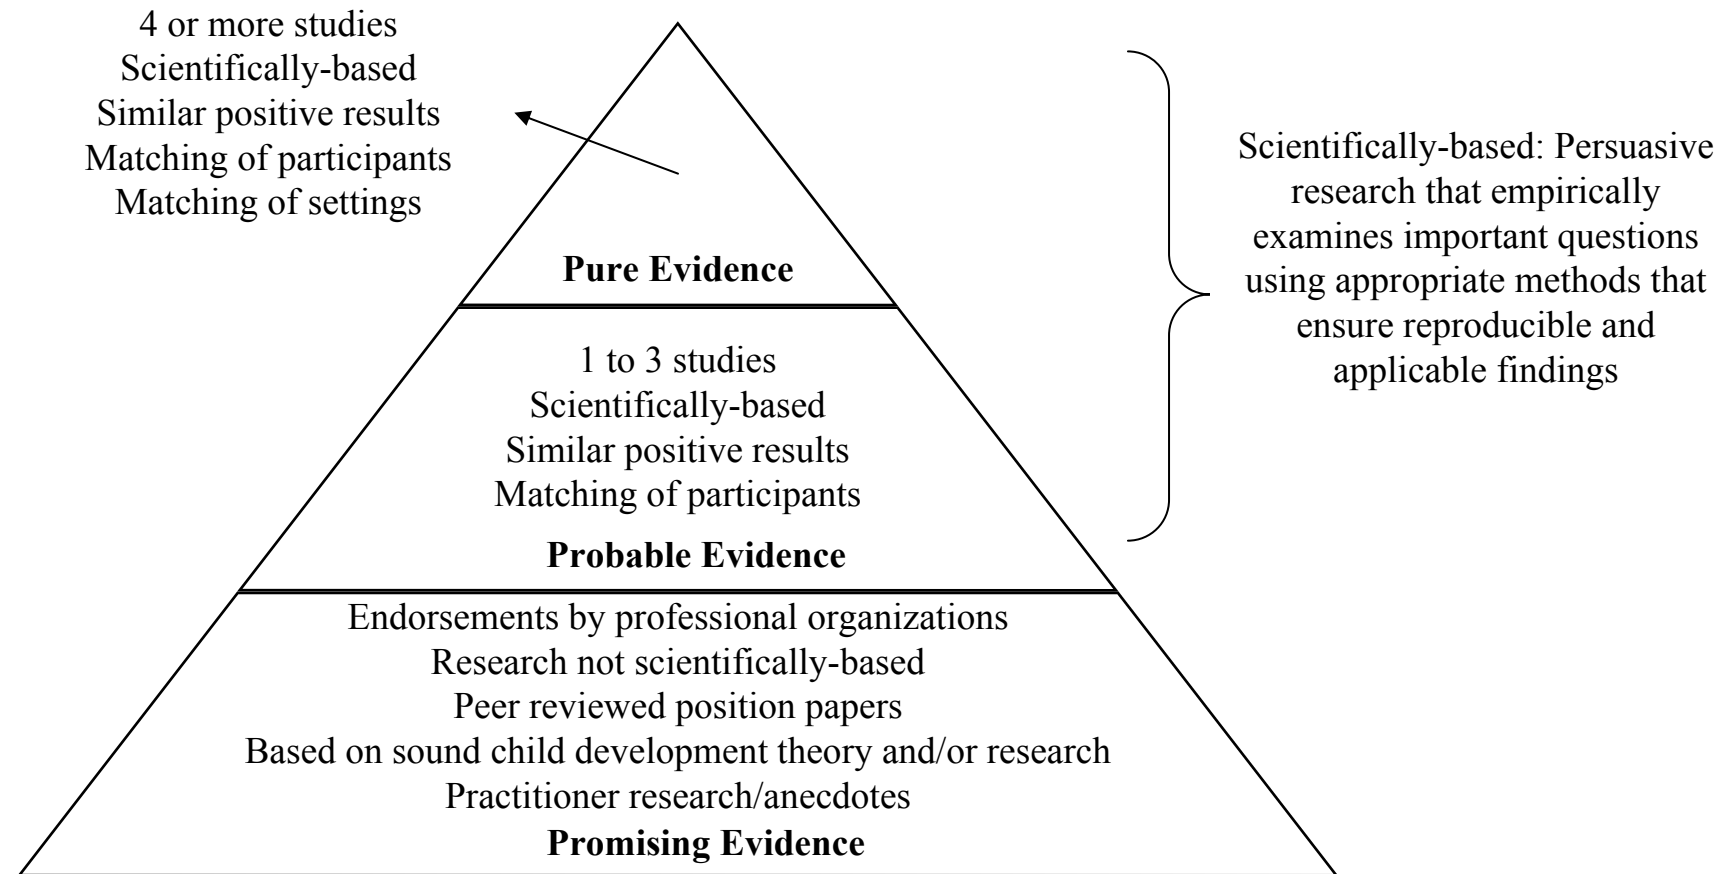 4 or more studies
Scientifically-based
Similar positive results
Matching of participants
Matching of settings
Pure Evidence
Scientifically-based: Persuasive
research that empirically
examines important questions
using appropriate methods that
ensure reproducible and
applicable findings
1 to 3 studies
Scientifically-based
Similar positive results
Matching of participants
Probable Evidence
Endorsements by professional organizations
Research not scientifically-based
Peer reviewed position papers
Based on sound child development theory and/or research
Practitioner research/anecdotes
Promising Evidence